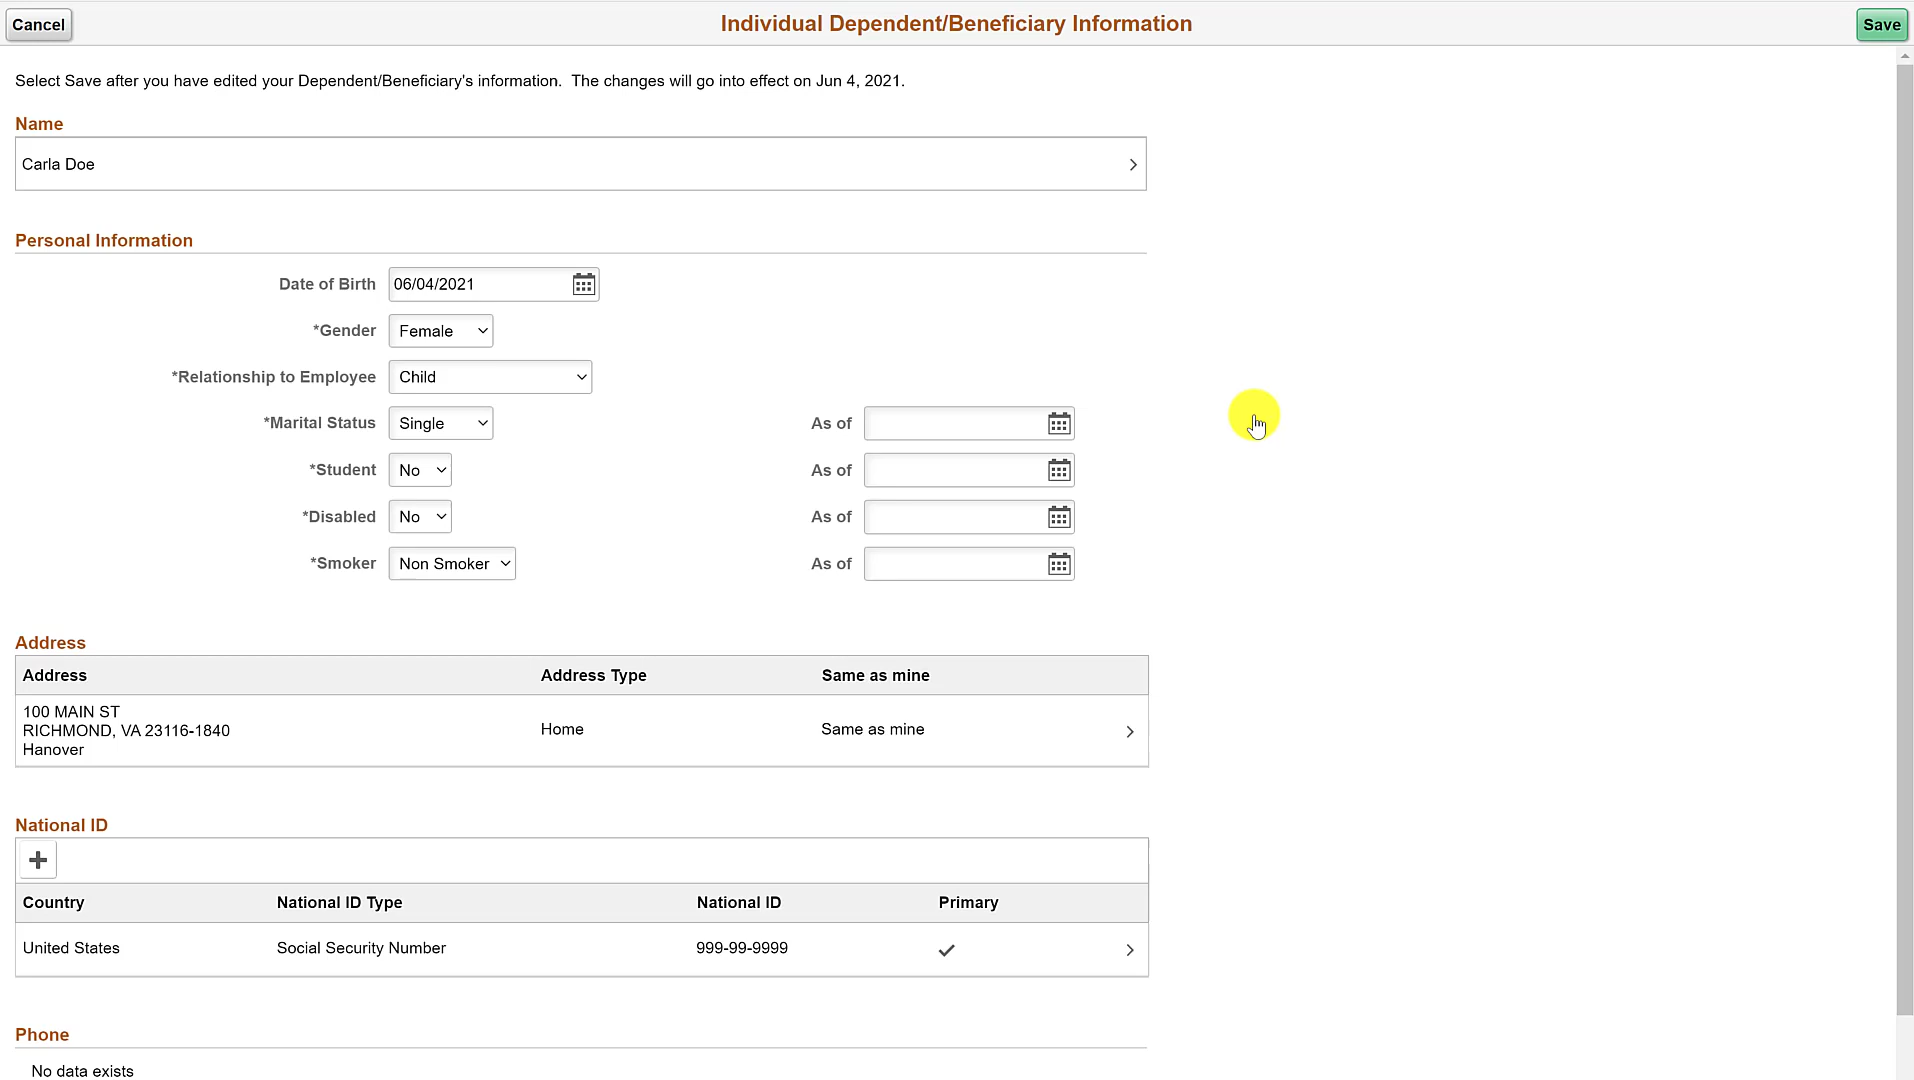 Cancel
Individual Dependent/Beneficiary Information
Save
Select Save after you have edited your Dependent/Beneficiary's information.  The changes will go into effect on Jun 4, 2021.
Name
Carla Doe
Personal Information
Date of Birth 06/04/2021
*Gender Female
*Relationship to Employee Child
*Marital Status Single As of
*Student No As of
*Disabled No As of
*Smoker Non Smoker As of
Address
Address Address Type Same as mine
100 MAIN ST
RICHMOND, VA 23116-1840
Hanover
Home
Same as mine
National ID
Country National ID Type National ID Primary
United States Social Security Number 999-99-9999
Phone
No data exists